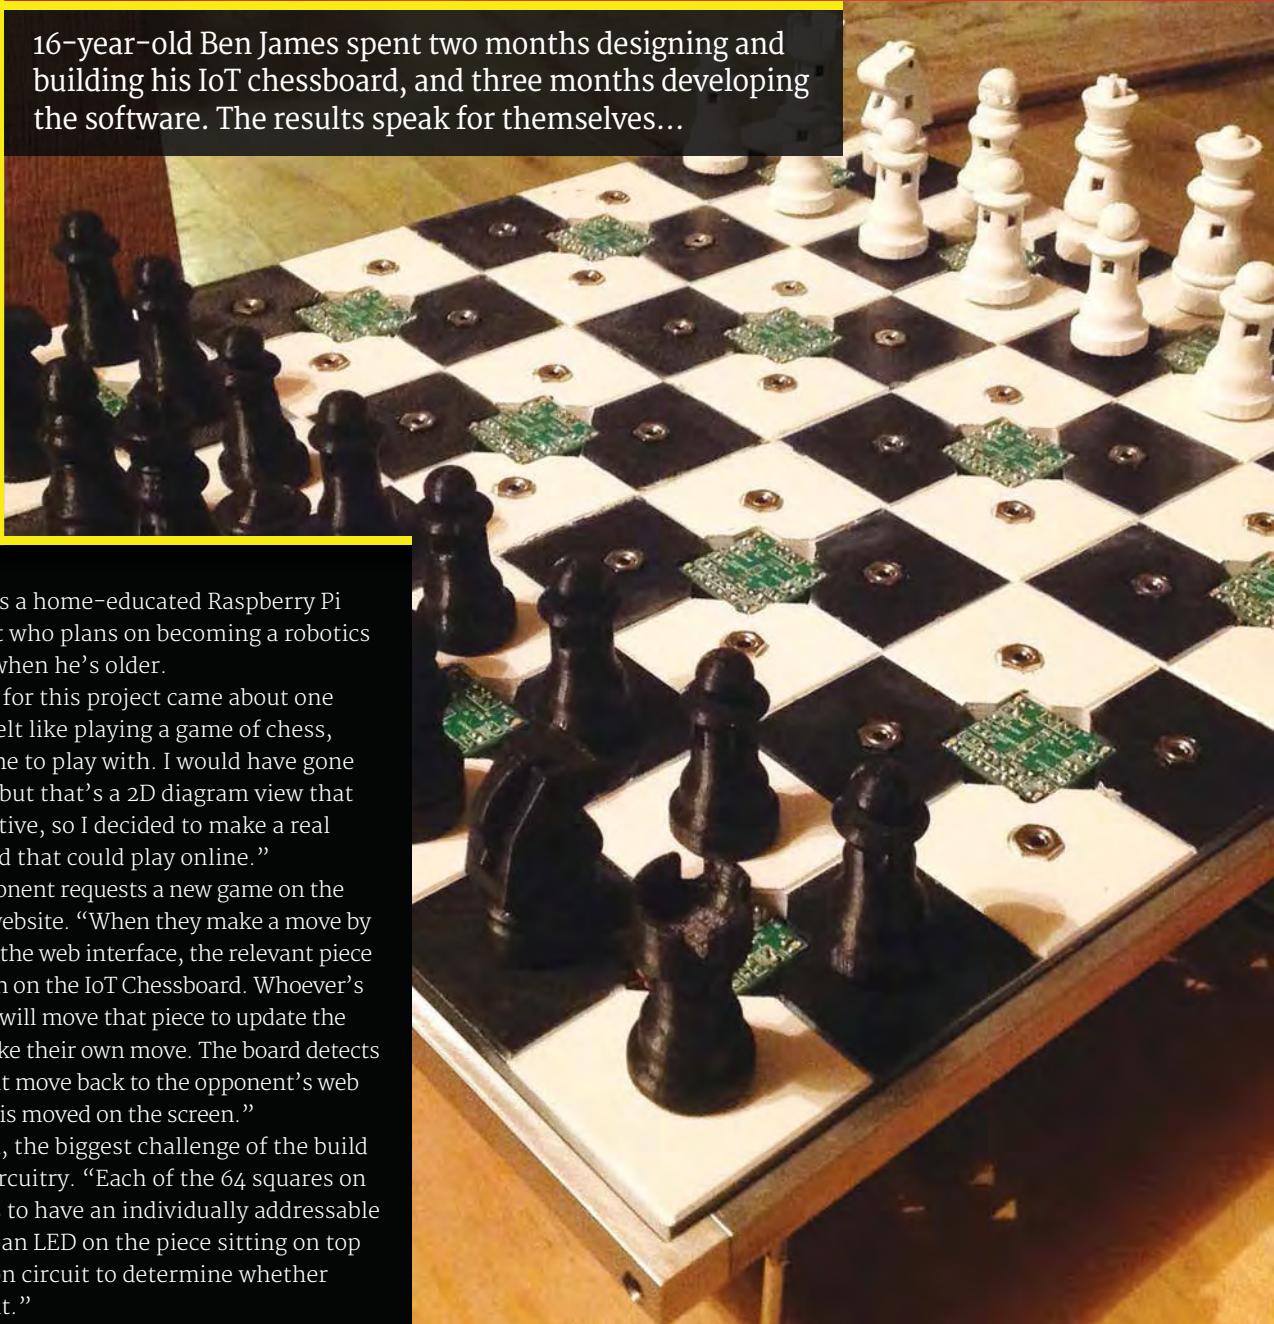 16-year-old Ben James spent two months designing and
building his IoT chessboard, and three months developing
the software. The results speak for themselves...
s a home-educated Raspberry Pi
t who plans on becoming a robotics
when he’s older.
for this project came about one
elt like playing a game of chess,
ne to play with. I would have gone
but that’s a 2D diagram view that
tive, so I decided to make a real
d that could play online.”
ponent requests a new game on the
website. “When they make a move by
the web interface, the relevant piece
n on the IoT Chessboard. Whoever’s
will move that piece to update the
ke their own move. The board detects
t move back to the opponent’s web
is moved on the screen.”
, the biggest challenge of the build
rcuitry. “Each of the 64 squares on
to have an individually addressable
an LED on the piece sitting on top
on circuit to determine whether
t.”